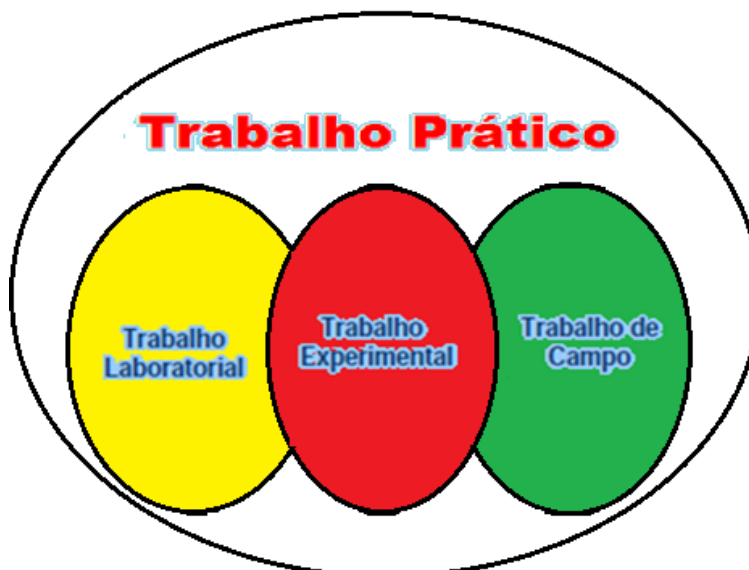 Trabalho Prático
Trabalho
Laboratorial
Trabalho
Experimental
Trabalho de
Campo